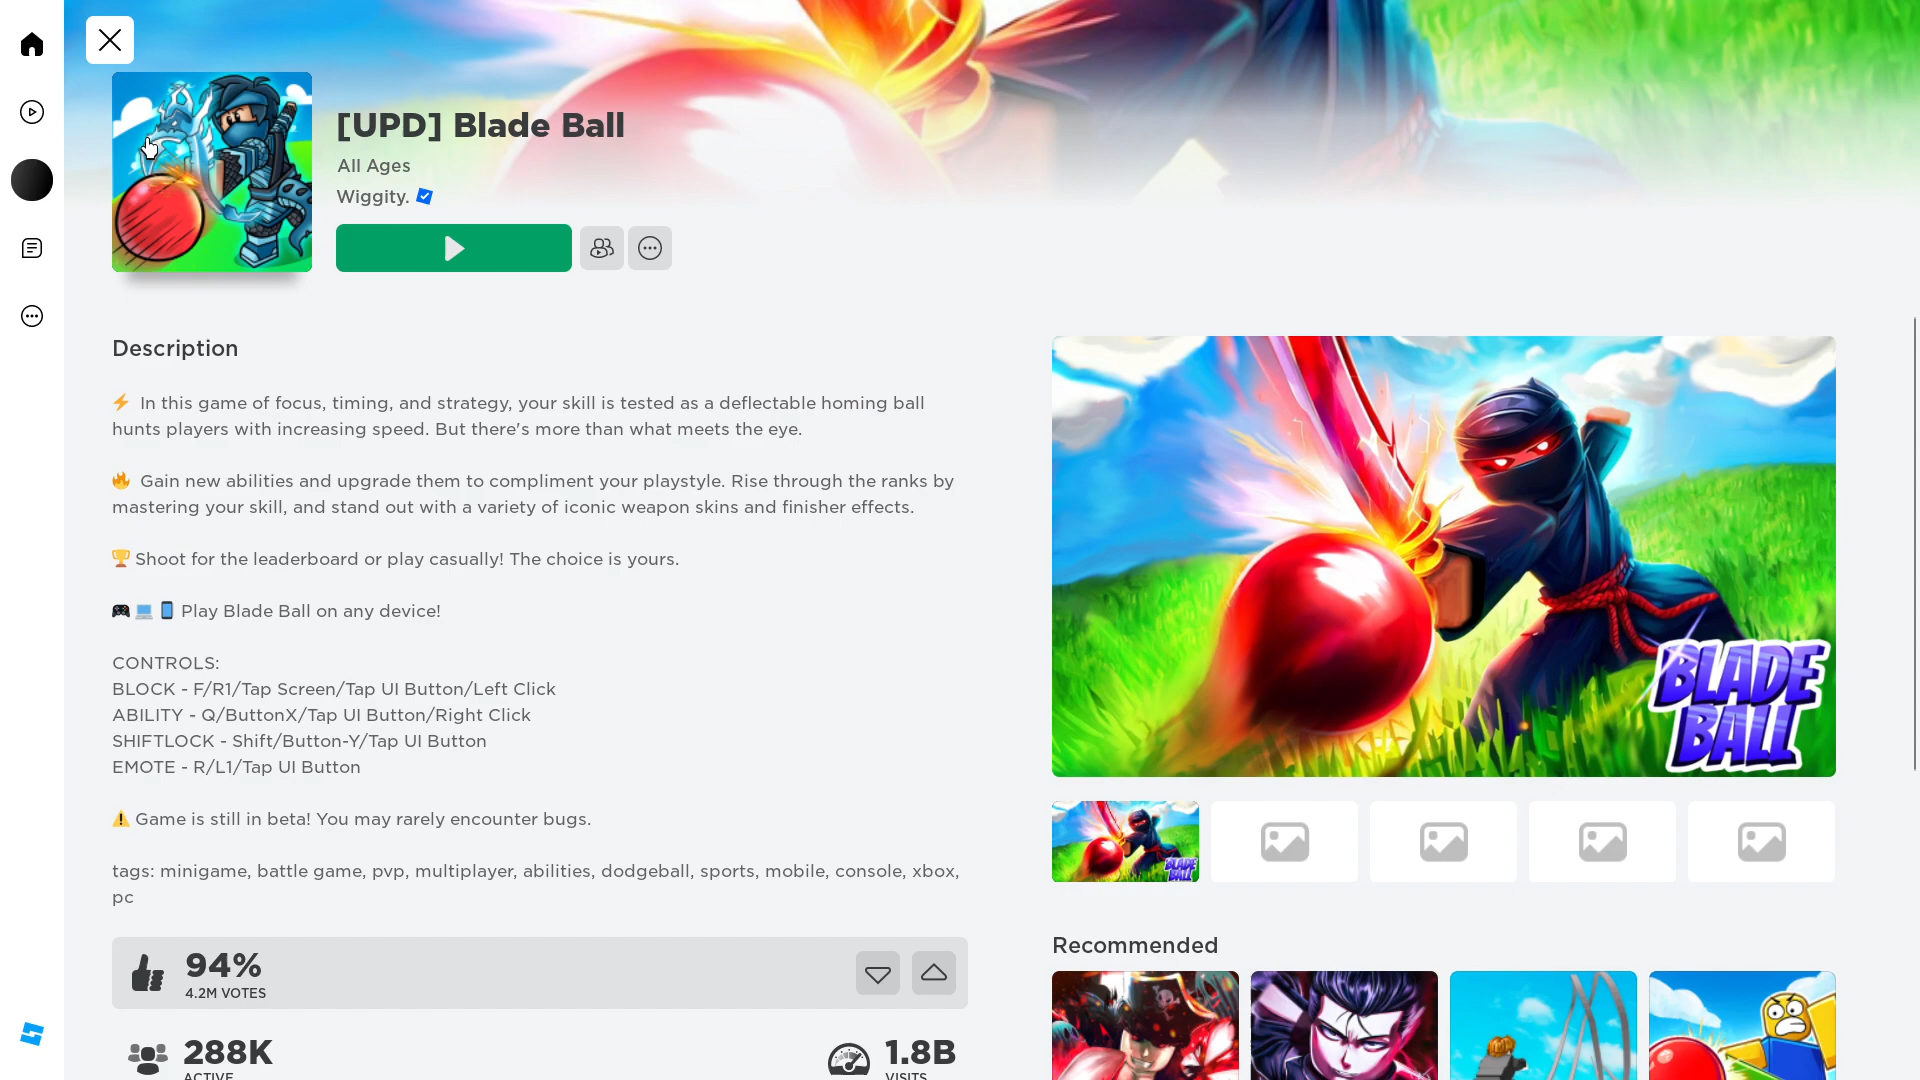 [UPD] Blade Ball
All Ages
Wiggity.
Description
⚡ In this game of focus, timing, and strategy, your skill is tested as a deflectable homing ball
hunts players with increasing speed. But there's more than what meets the eye.
🔥 Gain new abilities and upgrade them to compliment your playstyle. Rise through the ranks by
mastering your skill, and stand out with a variety of iconic weapon skins and finisher effects.
🏆 Shoot for the leaderboard or play casually! The choice is yours.
🎮💻📱 Play Blade Ball on any device!
CONTROLS:
BLOCK - F/R1/Tap Screen/Tap UI Button/Left Click
ABILITY - Q/ButtonX/Tap UI Button/Right Click
SHIFTLOCK - Shift/Button-Y/Tap UI Button
EMOTE - R/L1/Tap UI Button
⚠️ Game is still in beta! You may rarely encounter bugs.
tags: minigame, battle game, pvp, multiplayer, abilities, dodgeball, sports, mobile, console, xbox,
pc
94%
4.2M VOTES
288K
ACTIVE
1.8B
VISITS
BLADE
BALL
BLADE
BALL
Recommended